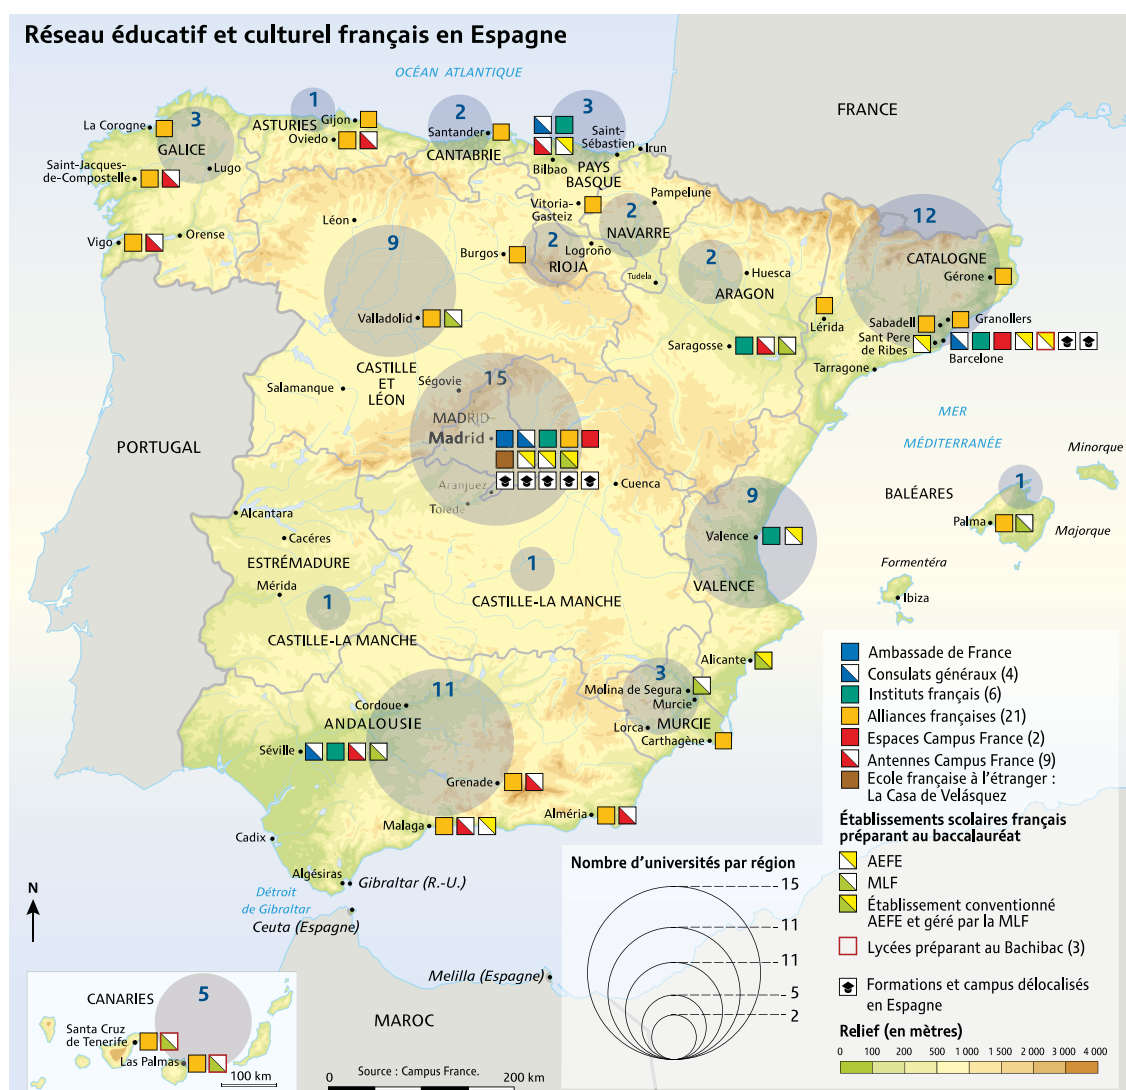 Réseau éducatif et culturel français en Espagne
OCÉAN ATLANTIQUE
FRANCE
La Corogne
3
GALICE
Lugo
Saint-Jacques-
de-Compostelle
Vigo
Orense
1
ASTURIES
Gijon
Oviedo
2
Santander
CANTABRIE
3
Saint-
Sébastien
Irun
Bilbao
PAYS
BASQUE
Vitoria-
Gasteiz
Pampelune
2
NAVARRE
Léon
9
Burgos
2
Logroño
RIOJA
Tudela
2
Huesca
ARAGON
12
CATALOGNE
Gérone
Valladolid
Lérida
Sabadell
Granollers
Sant Pere
de Ribes
Barcelone
Saragosse
Tarragone
CASTILLE
ET
LÉON
Salamanque
Ségovie
15
MADRID
Madrid
Aranjuez
Tolède
Cuenca
PORTUGAL
MER
MÉDITERRANÉE
Minorque
BALÉARES
1
Palma
Majorque
Formentéra
Ibiza
Alcantara
Cacéres
ESTRÉMADURE
Mérida
1
CASTILLE-LA MANCHE
1
CASTILLE-LA MANCHE
9
Valence
VALENCE
Alicante
3
Molina de Segura
Murcie
Lorca
MURCIE
Carthagène
11
Cordoue
ANDALOUSIE
Séville
Grenade
Malaga
Alméria
Cadix
Algésiras
Gibraltar (R.-U.)
Détroit
de Gibraltar
Ceuta (Espagne)
Melilla (Espagne)
MAROC
N
CANARIES
5
Santa Cruz
de Tenerife
Las Palmas
100 km
Source : Campus France.
0
200 km
Ambassade de France
Consulats généraux (4)
Instituts français (6)
Alliances françaises (21)
Espaces Campus France (2)
Antennes Campus France (9)
Ecole française à l'étranger :
La Casa de Velásquez
Établissements scolaires français
préparant au baccalauréat
AEFE
MLF
Établissement conventionné
AEFE et géré par la MLF
Lycées préparant au Bachibac (3)
Formations et campus délocalisés
en Espagne
Relief (en mètres)
0 100 200 500 1 000 1 500 2 000 3 000 4 000
Nombre d'universités par région
15
11
11
5
2